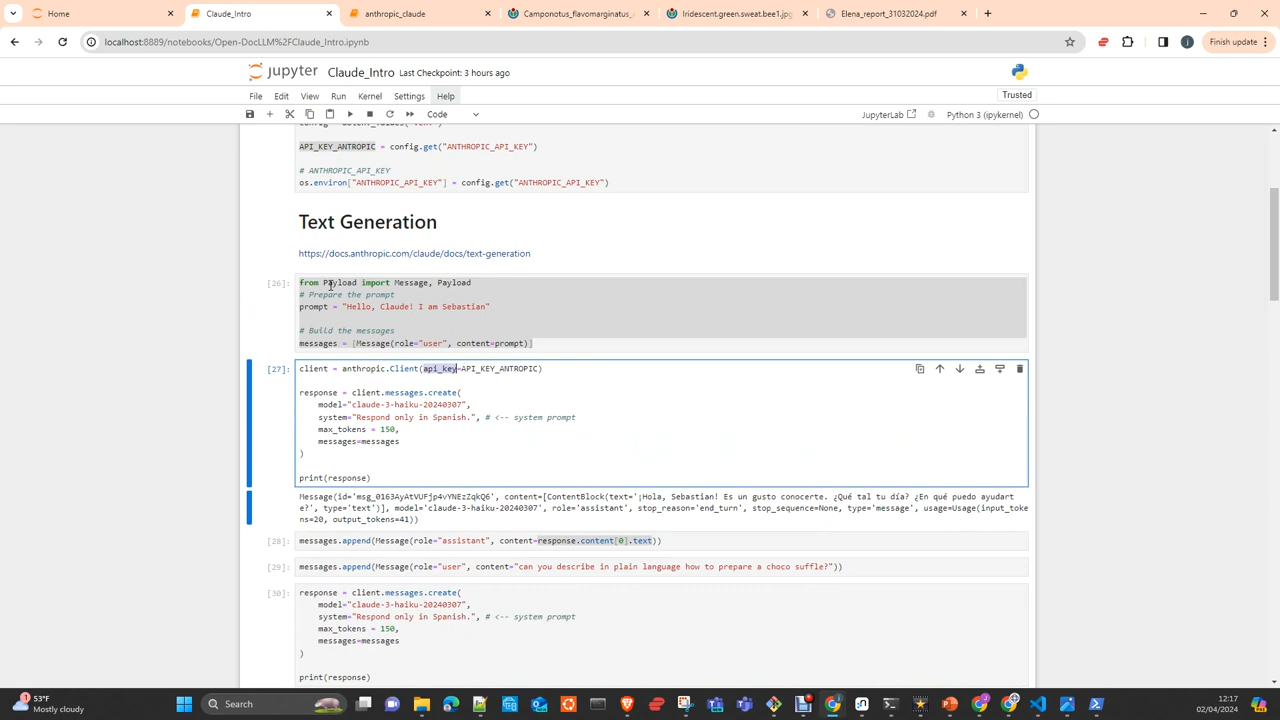 Home
Claude_Intro
anthropic_claude
Camponotus_flavomarginatus_
Iridescent.green.sweat.bee1.jpg
Elena_report_31032024.pdf
localhost:8889/notebooks/Open-DocLLM%2FClaude_Intro.ipynb
Finish update
jupyter Claude_Intro Last Checkpoint: 3 hours ago
File Edit View Run Kernel Settings Help
Trusted
Code
JupyterLab
Python 3 (ipykernel)
API_KEY_ANTROPIC = config.get("ANTHROPIC_API_KEY")
# ANTHROPIC_API_KEY
os.environ["ANTHROPIC_API_KEY"] = config.get("ANTHROPIC_API_KEY")
Text Generation
https://docs.anthropic.com/claude/docs/text-generation
[26]:
from Payload import Message, Payload
# Prepare the prompt
prompt = "Hello, Claude! I am Sebastian"
# Build the messages
messages = [Message(role="user", content=prompt)]
[27]:
client = anthropic.Client(api_key=API_KEY_ANTROPIC)
response = client.messages.create(
model="claude-3-haiku-20240307",
system="Respond only in Spanish.", # <-- system prompt
max_tokens = 150,
messages=messages
)
print(response)
Message(id='msg_0163AyAtVUFjp4vYNEzZqkQ6', content=[ContentBlock(text='¡Hola, Sebastian! Es un gusto conocerte. ¿Qué tal tu día? ¿En qué puedo ayudart
e?', type='text')], model='claude-3-haiku-20240307', role='assistant', stop_reason='end_turn', stop_sequence=None, type='message', usage=Usage(input_toke
ns=20, output_tokens=41))
[28]:
messages.append(Message(role="assistant", content=response.content[0].text))
[29]:
messages.append(Message(role="user", content="can you describe in plain language how to prepare a choco suffle?"))
[30]:
response = client.messages.create(
model="claude-3-haiku-20240307",
system="Respond only in Spanish.", # <-- system prompt
max_tokens = 150,
messages=messages
)
print(response)
53°F
Mostly cloudy
Search
12:17
02/04/2024